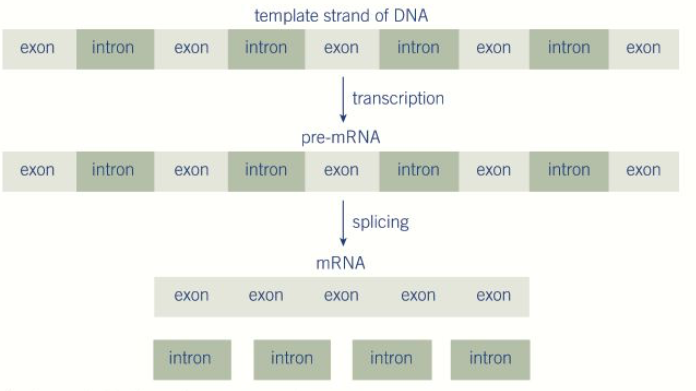 template strand of DNA
exon intron exon intron exon intron exon intron exon
transcription
pre-mRNA
exon intron exon intron exon intron exon intron exon
splicing
mRNA
exon exon exon exon exon
intron intron intron intron